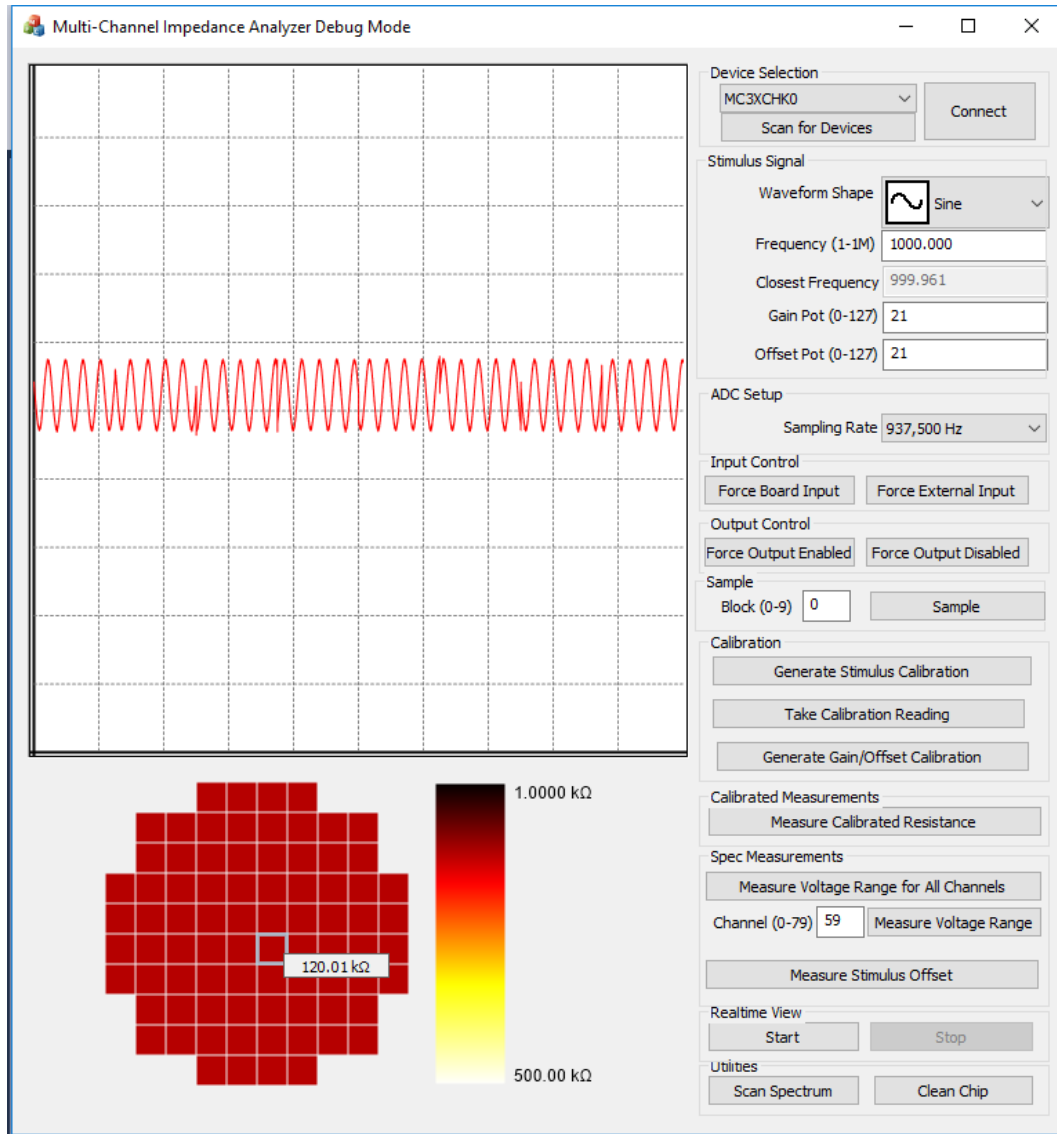 Multi-Channel Impedance Analyzer Debug Mode
Device Selection
MC3XCHK0
Connect
Scan for Devices
Stimulus Signal
Waveform Shape
Sine
Frequency (1-1M)
1000.000
Closest Frequency
999.961
Gain Pot (0-127)
21
Offset Pot (0-127)
21
ADC Setup
Sampling Rate
937,500 Hz
Input Control
Force Board Input
Force External Input
Output Control
Force Output Enabled
Force Output Disabled
Sample
Block (0-9)
0
Sample
Calibration
Generate Stimulus Calibration
Take Calibration Reading
Generate Gain/Offset Calibration
Calibrated Measurements
Measure Calibrated Resistance
Spec Measurements
Measure Voltage Range for All Channels
Channel (0-79)
59
Measure Voltage Range
Measure Stimulus Offset
Realtime View
Start
Stop
Utilities
Scan Spectrum
Clean Chip
1.0000 kΩ
120.01 kΩ
500.00 kΩ